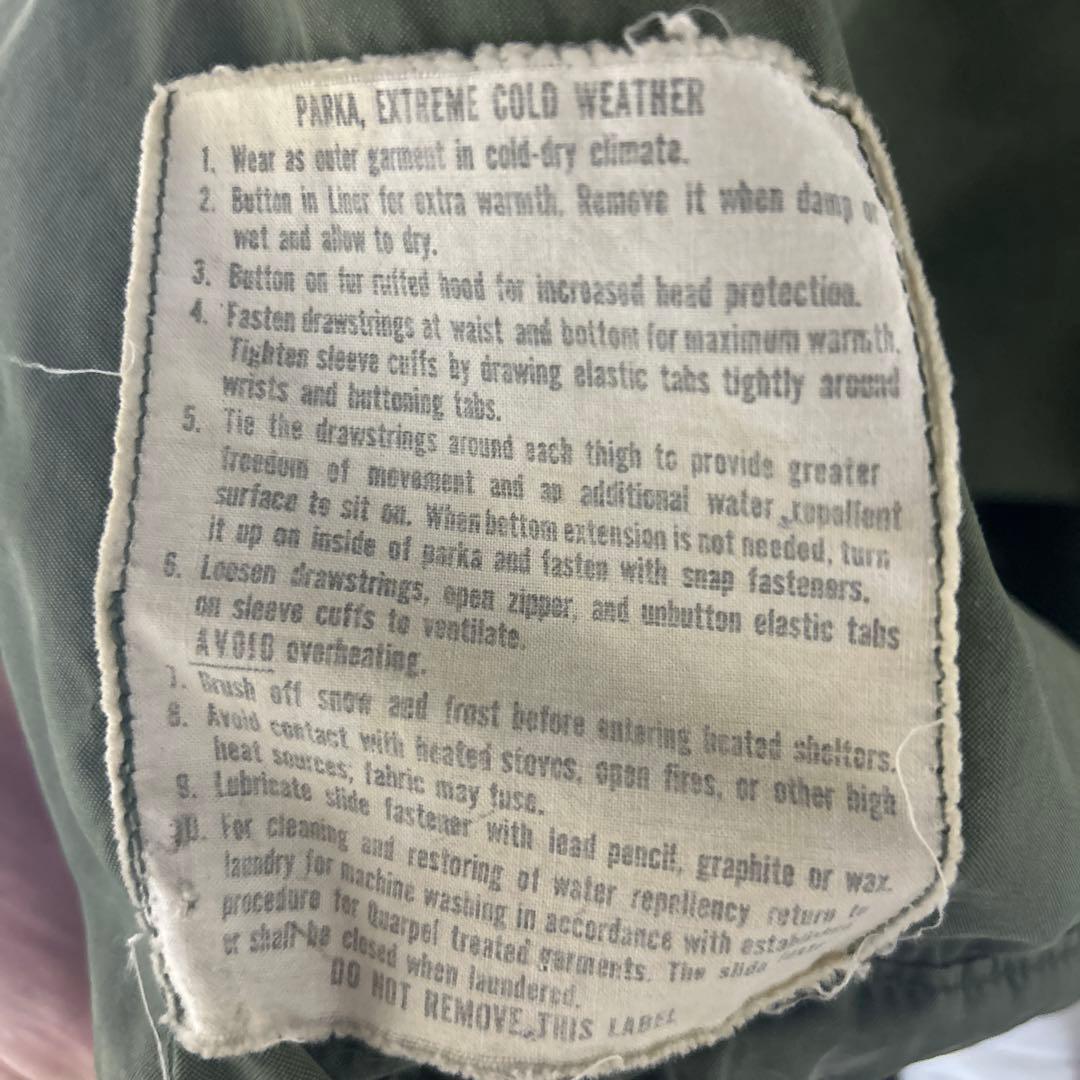 PARKA, EXTREME COLD WEATHER
1. Wear as outer garment in cold-dry climate.
2. Button in Liner for extra warmth. Remove it when damp or
wet and allow to dry.
3. Button on fur ruffed hood for increased head protection.
4. Fasten drawstrings at waist and bottom for maximum warmth.
Tighten sleeve cuffs by drawing elastic tabs tightly around
wrists and buttoning tabs.
5. Tie the drawstrings around each thigh to provide greater
freedom of movement and an additional water repellent
surface to sit on. When bottom extension is not needed, turn
it up on inside of parka and fasten with snap fasteners.
6. Loosen drawstrings, open zipper, and unbutton elastic tabs
on sleeve cuffs to ventilate.
AVOID overheating.
7. Brush off snow and frost before entering heated shelters.
8. Avoid contact with heated stoves, open fires, or other high
heat sources; fabric may fuse.
9. Lubricate slide fastener with lead pencil, graphite or wax.
10. For cleaning and restoring of water repellency return to
laundry for machine washing in accordance with
procedure for Quarpel treated garments. The slide
er shall be closed when laundered.
DO NOT REMOVE THIS LABEL